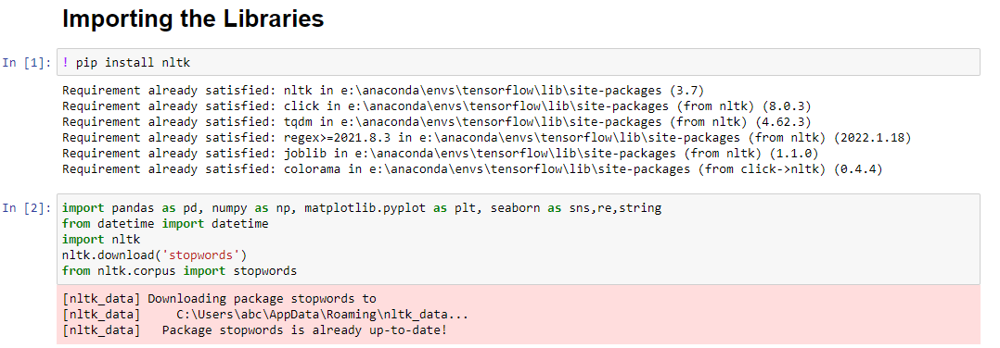 Importing the Libraries
In [1]: ! pip install nltk
Requirement already satisfied: nltk in e:\anaconda\envs\tensorflow\lib\site-packages (3.7)
Requirement already satisfied: click in e:\anaconda\envs\tensorflow\lib\site-packages (from nltk) (8.0.3)
Requirement already satisfied: tqdm in e:\anaconda\envs\tensorflow\lib\site-packages (from nltk) (4.62.3)
Requirement already satisfied: regex>=2021.8.3 in e:\anaconda\envs\tensorflow\lib\site-packages (from nltk) (2022.1.18)
Requirement already satisfied: joblib in e:\anaconda\envs\tensorflow\lib\site-packages (from nltk) (1.1.0)
Requirement already satisfied: colorama in e:\anaconda\envs\tensorflow\lib\site-packages (from click->nltk) (0.4.4)
In [2]: import pandas as pd, numpy as np, matplotlib.pyplot as plt, seaborn as sns,re,string
from datetime import datetime
import nltk
nltk.download('stopwords')
from nltk.corpus import stopwords
[nltk_data] Downloading package stopwords to
[nltk_data]     C:\Users\abc\AppData\Roaming\nltk_data...
[nltk_data]   Package stopwords is already up-to-date!